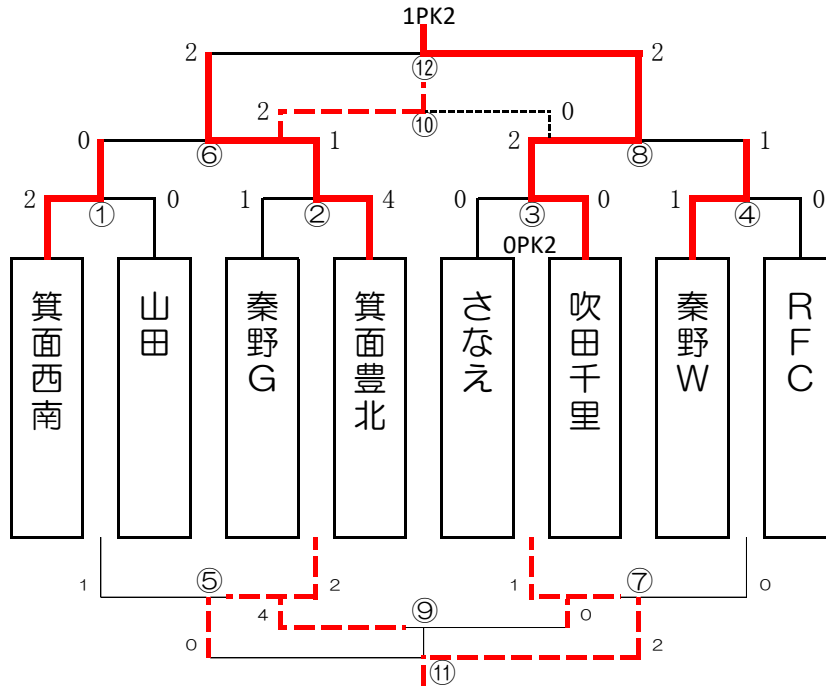 1PK2
2 ⑫ 2
2 ⑩ 0
0 ⑥ 1 2 ⑧ 1
2 ① 0 1 ② 4 0 ③ 0 1 ④ 0
0PK2
箕面西南
山田
秦野G
箕面豊北
さなえ
吹田千里
秦野W
RFC
1 ⑤ 2 1 ⑦ 0
4 ⑨ 0
0 ⑪ 2